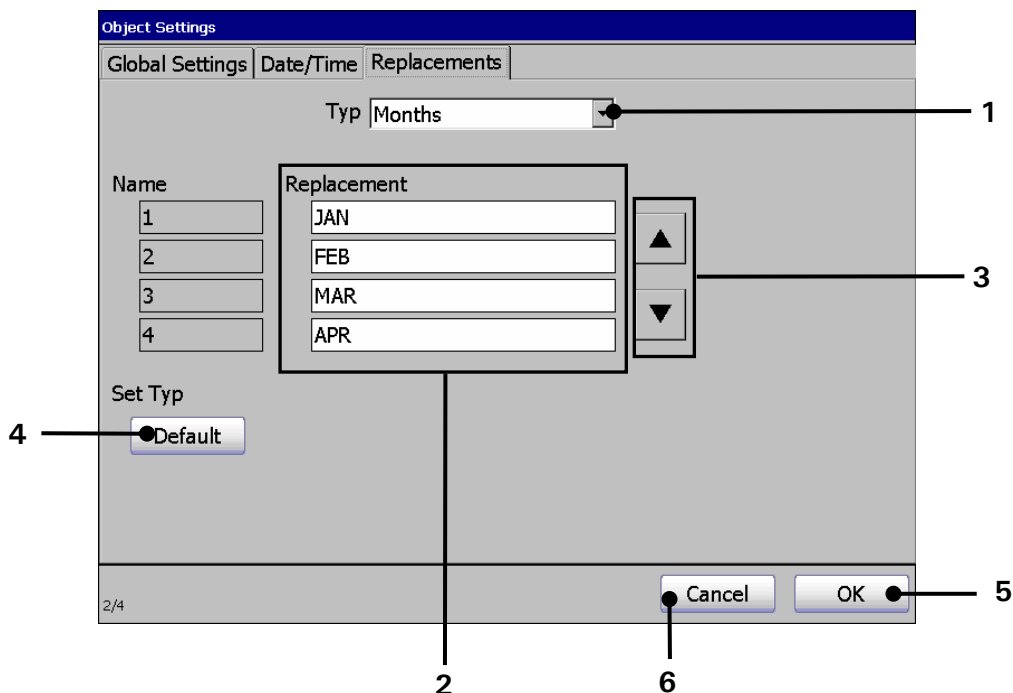 Object Settings
Global Settings Date/Time Replacements
Typ Months 1
Name Replacement
1 JAN
2 FEB
3 MAR
4 APR
3
Set Typ
4 Default
2/4 Cancel OK 5
2 6